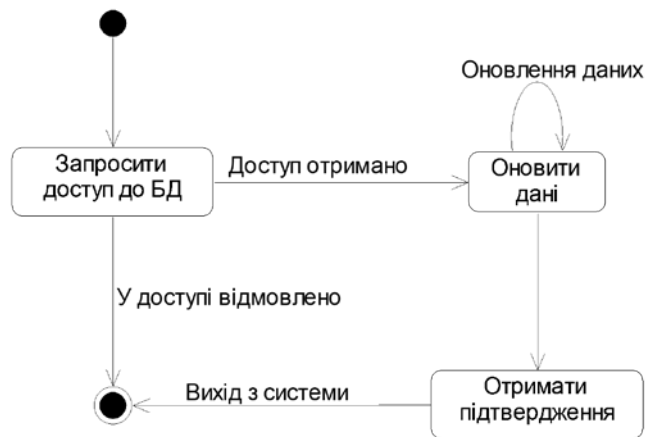 Оновлення даних
Запросити
доступ до БД
Доступ отримано
Оновити
дані
У доступі відмовлено
Вихід з системи
Отримати
підтвердження